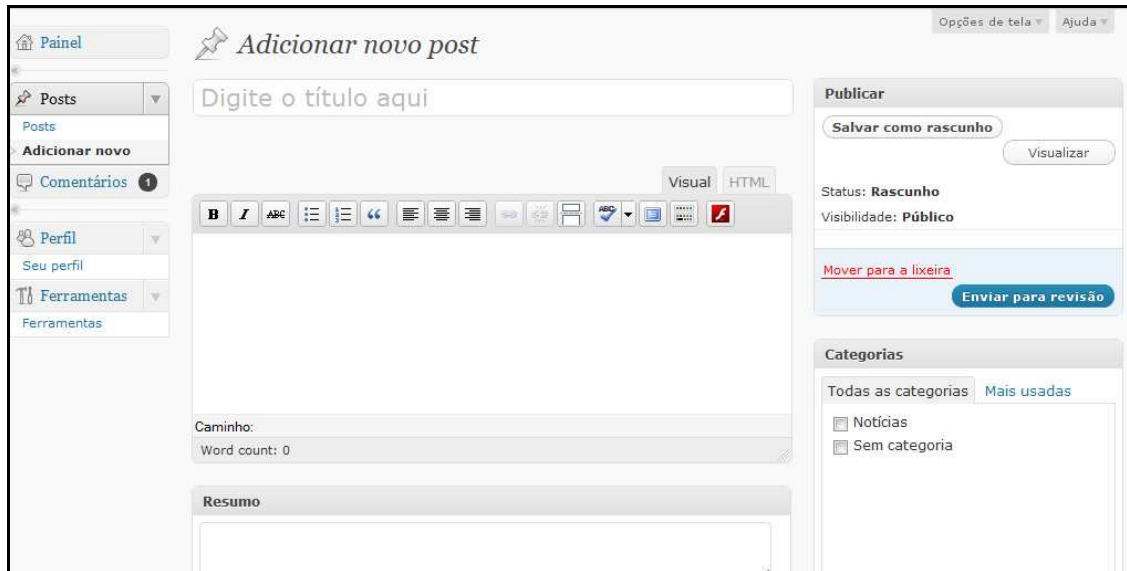 Opções de tela
Ajuda
Painel
Posts
Posts
Adicionar novo
Comentários 1
Perfil
Seu perfil
Ferramentas
Ferramentas
Adicionar novo post
Digite o título aqui
Visual HTML
B I ABC ABC
Caminho:
Word count: 0
Resumo
Publicar
Salvar como rascunho
Visualizar
Status: Rascunho
Visibilidade: Público
Mover para a lixeira
Enviar para revisão
Categorias
Todas as categorias Mais usadas
Notícias
Sem categoria